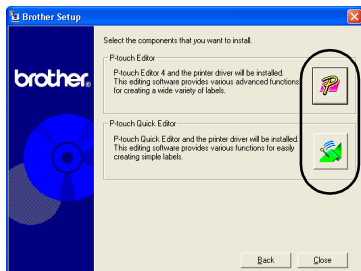 Brother Setup
Select the components that you want to install.
P-touch Editor
P-touch Editor 4 and the printer driver will be installed.
This editing software provides various advanced functions
for creating a wide variety of labels.
brother.
P-touch Quick Editor
P-touch Quick Editor and the printer driver will be installed.
This editing software provides various functions for easily
creating simple labels.
Back
Close